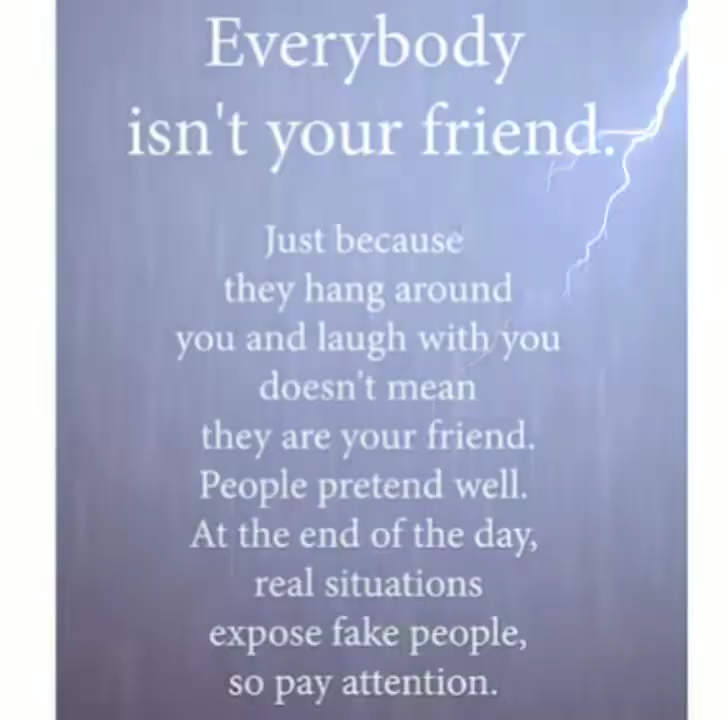 Everybody
isn't your friend.
Just because
they hang around
you and laugh with you
doesn't mean
they are your friend.
People pretend well.
At the end of the day,
real situations
expose fake people,
so pay attention.